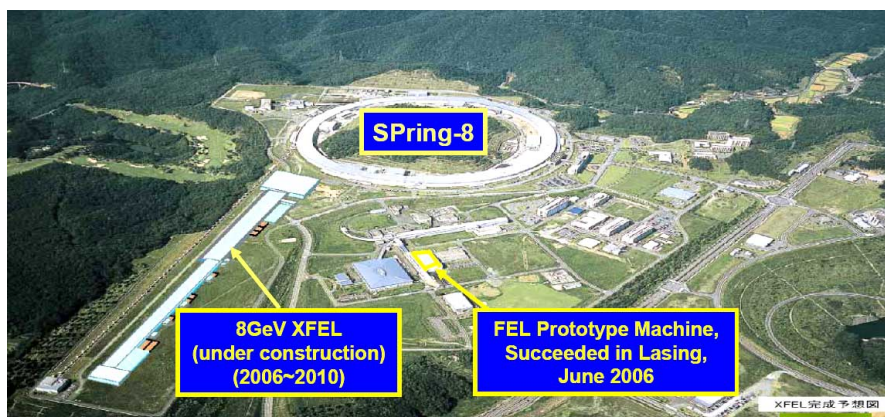 SPring-8
8GeV XFEL
(under construction)
(2006~2010)
FEL Prototype Machine,
Succeeded in Lasing,
June 2006
XFEL完成予想図